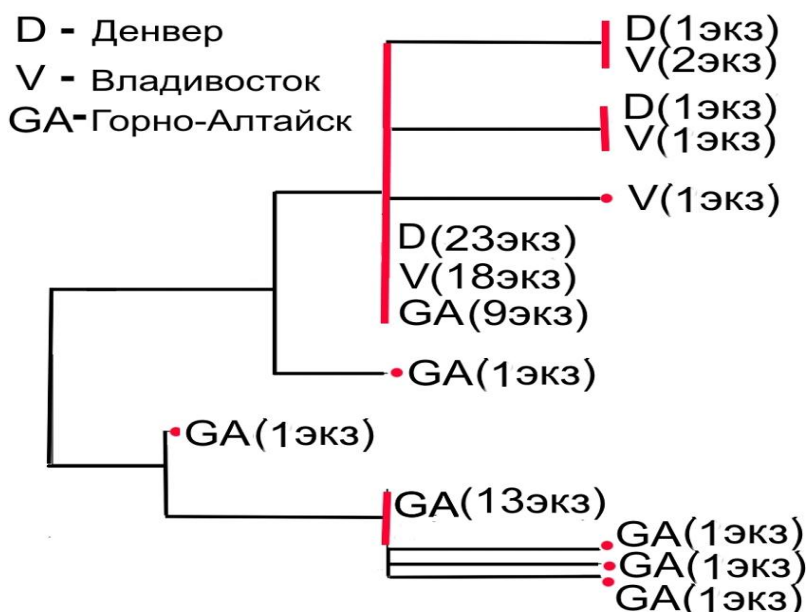 D - Денвер
V - Владивосток
GA-Горно-Алтайск
D(1экз)
V(2экз)
D(1экз)
V(1экз)
V(1экз)
D(23экз)
V(18экз)
GA(9экз)
GA(1экз)
GA(1экз)
GA(13экз)
GA(1экз)
GA(1экз)
GA(1экз)